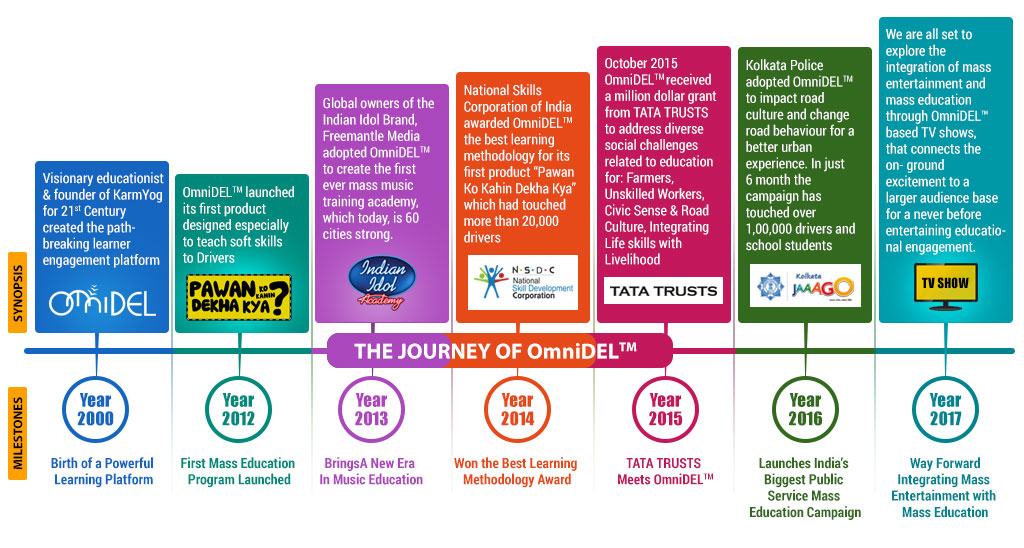 SYNOPSIS
Visionary educationist
& founder of KarmYog
for 21st Century
created the path-
breaking learner
engagement platform
OMNIDEL
OmniDEL™ launched
its first product
designed especially
to teach soft skills
to Drivers
PAWAN KO KAHIN
DEKHA KYA?
Global owners of the
Indian Idol Brand,
Freemantle Media
adopted OmniDEL™
to create the first
ever mass music
training academy,
which today, is 60
cities strong.
Indian
Idol
Academy
National Skills
Corporation of India
awarded OmniDEL™
the best learning
methodology for its
first product "Pawan
Ko Kahin Dekha Kya"
which had touched
more than 20,000
drivers
N·S·D·C
National
Skill Development
Corporation
October 2015
OmniDEL™ received
a million dollar grant
from TATA TRUSTS
to address diverse
social challenges
related to education
for: Farmers,
Unskilled Workers,
Civic Sense & Road
Culture, Integrating
Life skills with
Livelihood
TATA TRUSTS
Kolkata Police
adopted OmniDEL™
to impact road
culture and change
road behaviour for a
better urban
experience. In just
6 month the
campaign has
touched over
1,00,000 drivers and
school students
Kolkata
JAAAGO
We are all set to
explore the
integration of mass
entertainment and
mass education
through OmniDEL™
based TV shows,
that connects the
on- ground
excitement to a
larger audience base
for a never before
entertaining educatio-
nal engagement.
TV SHOW
THE JOURNEY OF OmniDEL™
MILESTONES
Year
2000
Birth of a Powerful
Learning Platform
Year
2012
First Mass Education
Program Launched
Year
2013
BringsA New Era
In Music Education
Year
2014
Won the Best Learning
Methodology Award
Year
2015
TATA TRUSTS
Meets OmniDEL™
Year
2016
Launches India's
Biggest Public
Service Mass
Education Campaign
Year
2017
Way Forward
Integrating Mass
Entertainment with
Mass Education